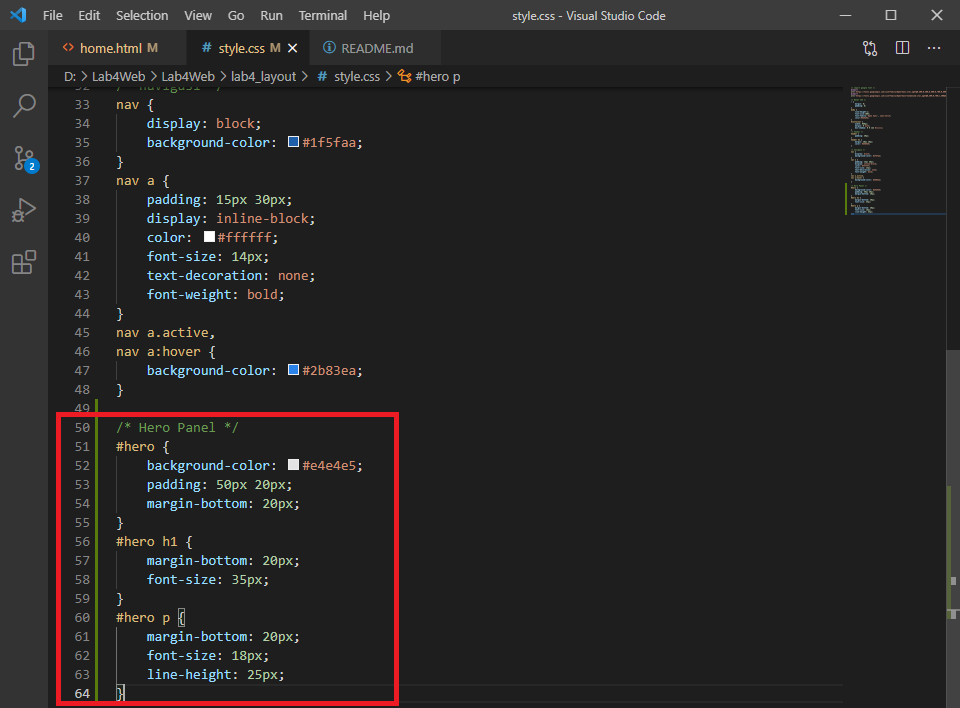 File Edit Selection View Go Run Terminal Help style.css - Visual Studio Code
home.html M # style.css M README.md
D: > Lab4Web > Lab4Web > lab4_layout > # style.css > #hero p
33 nav {
34 display: block;
35 background-color: #1f5faa;
36 }
37 nav a {
38 padding: 15px 30px;
39 display: inline-block;
40 color: #ffffff;
41 font-size: 14px;
42 text-decoration: none;
43 font-weight: bold;
44 }
45 nav a.active,
46 nav a:hover {
47 background-color: #2b83ea;
48 }
49
50 /* Hero Panel */
51 #hero {
52 background-color: #e4e4e5;
53 padding: 50px 20px;
54 margin-bottom: 20px;
55 }
56 #hero h1 {
57 margin-bottom: 20px;
58 font-size: 35px;
59 }
60 #hero p {
61 margin-bottom: 20px;
62 font-size: 18px;
63 line-height: 25px;
64 }
2